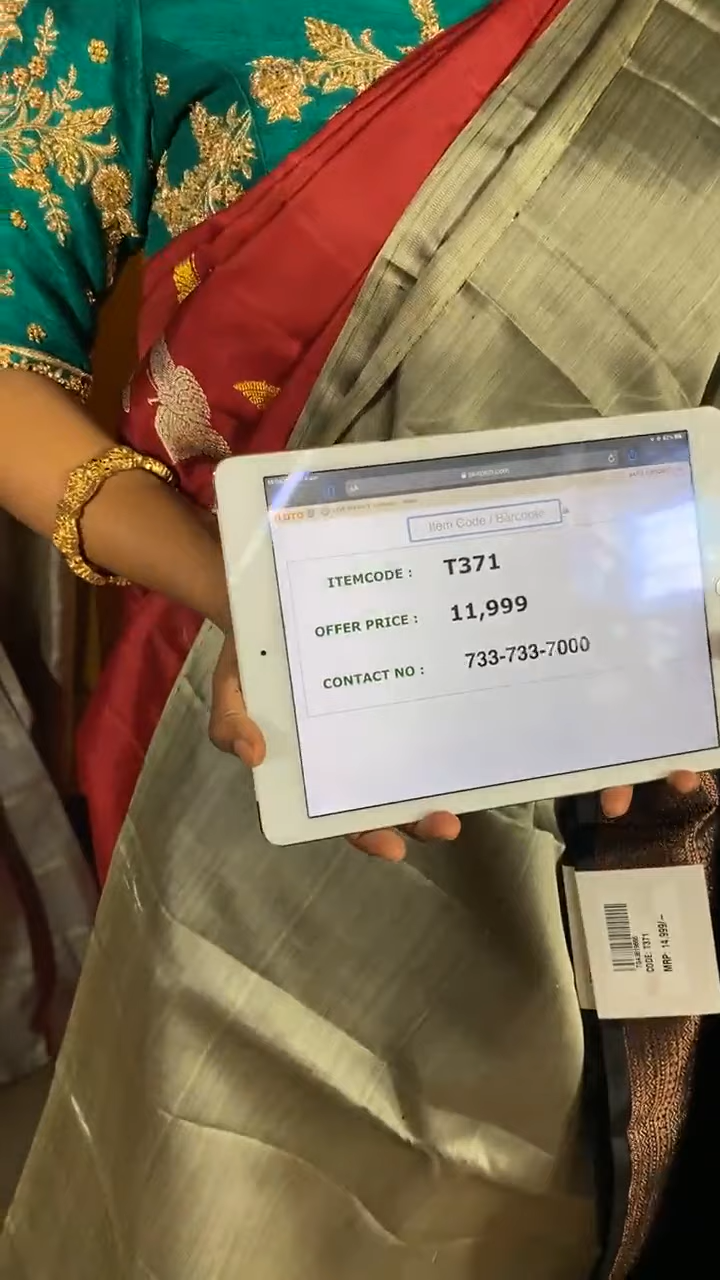 Item Code / Barcode
ITEMCODE : T371
OFFER PRICE : 11,999
CONTACT NO : 733-733-7000
CODE: T371
MRP: 14,999/-